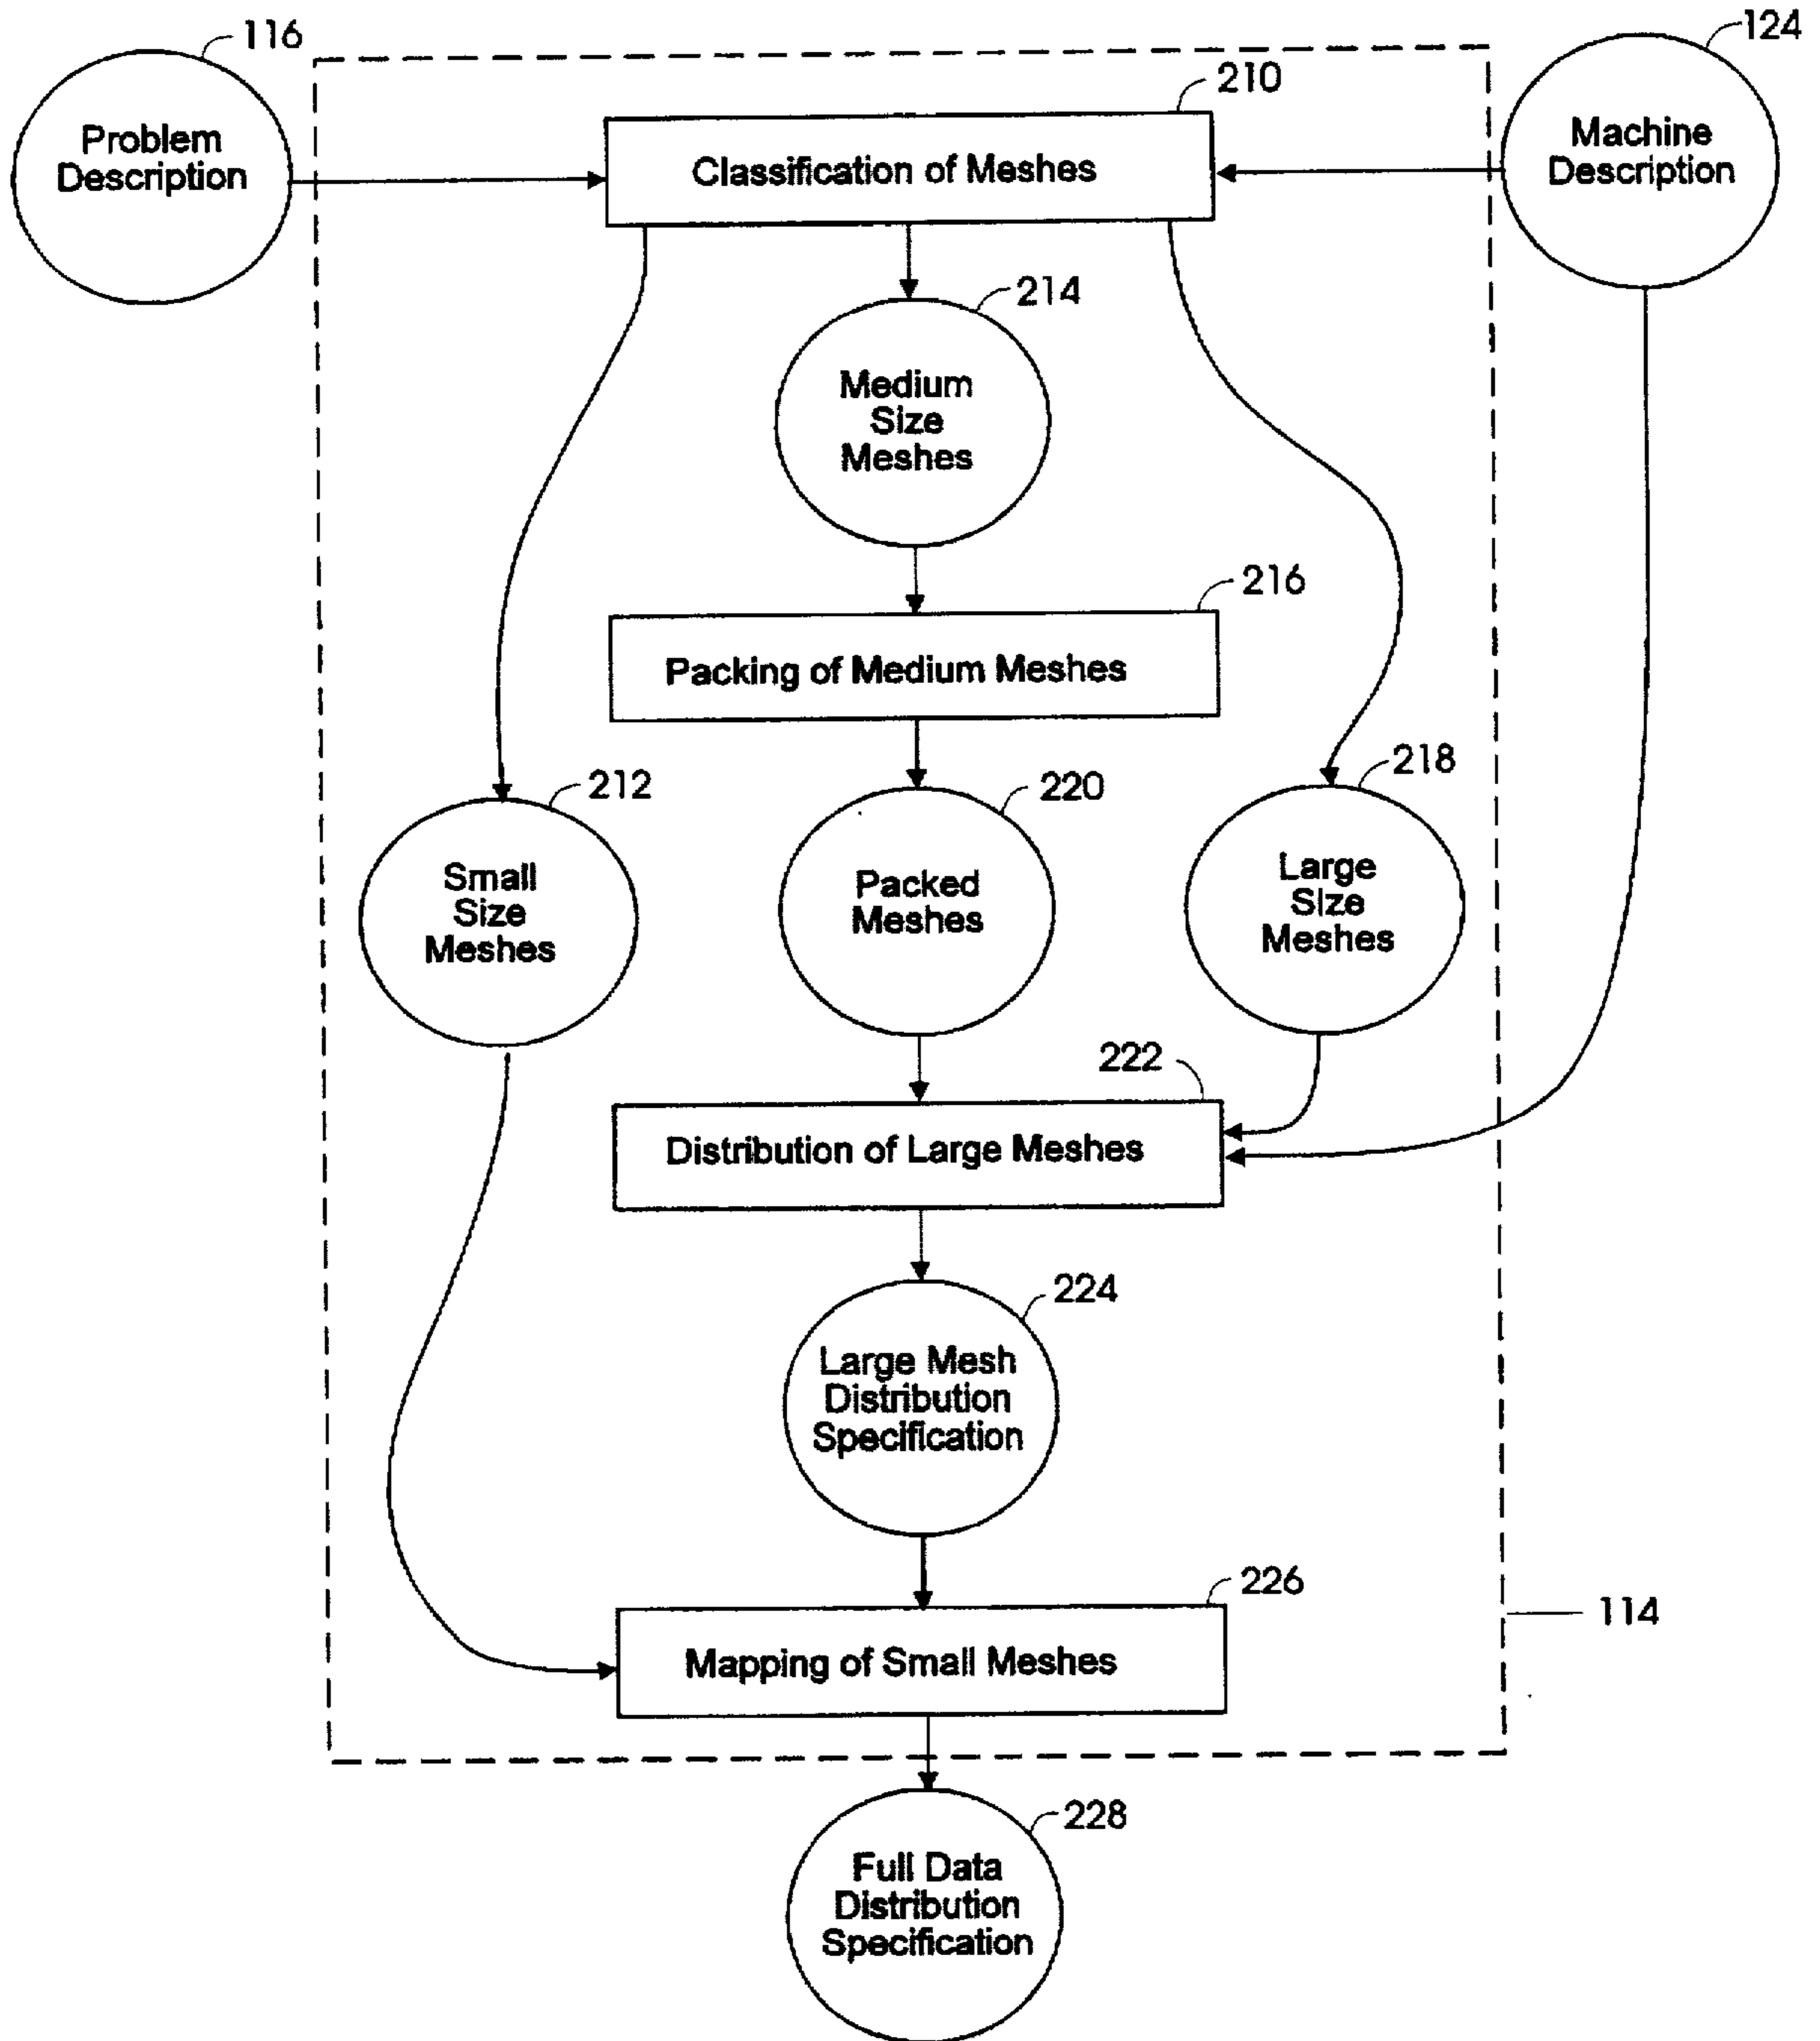 116
124
Problem
Description
Machine
Description
210
Classification of Meshes
214
Medium
Size
Meshes
216
Packing of Medium Meshes
212
220
218
Small
Size
Meshes
Packed
Meshes
Large
Size
Meshes
222
Distribution of Large Meshes
224
Large Mesh
Distribution
Specification
226
114
Mapping of Small Meshes
228
Full Data
Distribution
Specification